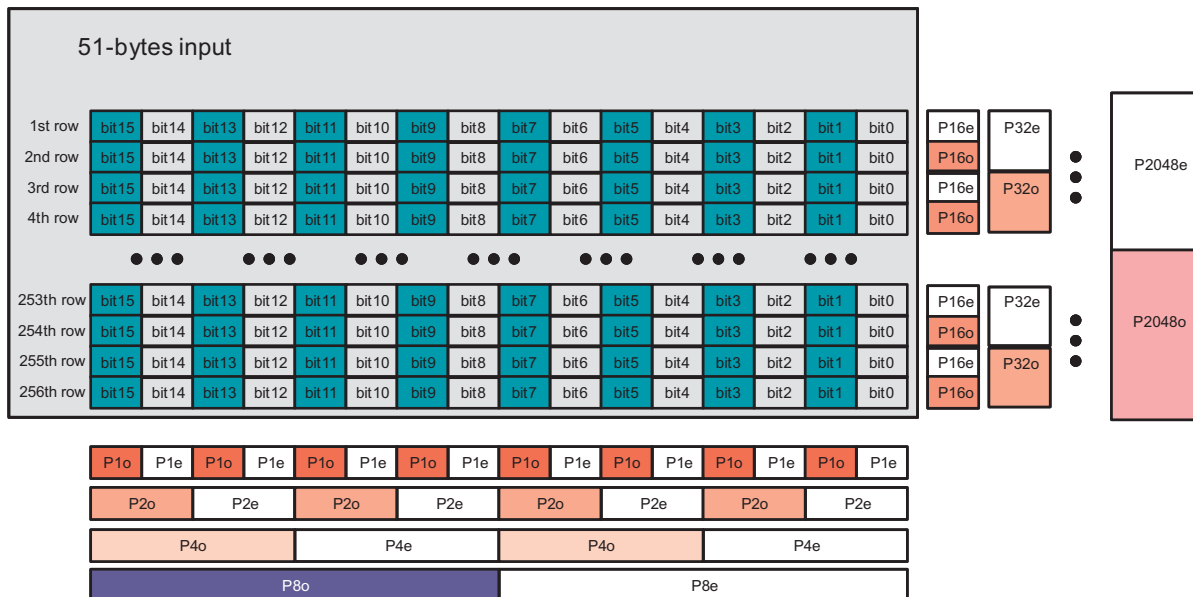 51-bytes input
1st row bit15 bit14 bit13 bit12 bit11 bit10 bit9 bit8 bit7 bit6 bit5 bit4 bit3 bit2 bit1 bit0 P16e P32e
2nd row bit15 bit14 bit13 bit12 bit11 bit10 bit9 bit8 bit7 bit6 bit5 bit4 bit3 bit2 bit1 bit0 P16o P2048e
3rd row bit15 bit14 bit13 bit12 bit11 bit10 bit9 bit8 bit7 bit6 bit5 bit4 bit3 bit2 bit1 bit0 P16e P32o
4th row bit15 bit14 bit13 bit12 bit11 bit10 bit9 bit8 bit7 bit6 bit5 bit4 bit3 bit2 bit1 bit0 P16o
253th row bit15 bit14 bit13 bit12 bit11 bit10 bit9 bit8 bit7 bit6 bit5 bit4 bit3 bit2 bit1 bit0 P16e P32e
254th row bit15 bit14 bit13 bit12 bit11 bit10 bit9 bit8 bit7 bit6 bit5 bit4 bit3 bit2 bit1 bit0 P16o P2048o
255th row bit15 bit14 bit13 bit12 bit11 bit10 bit9 bit8 bit7 bit6 bit5 bit4 bit3 bit2 bit1 bit0 P16e P32o
256th row bit15 bit14 bit13 bit12 bit11 bit10 bit9 bit8 bit7 bit6 bit5 bit4 bit3 bit2 bit1 bit0 P16o
P1o P1e P1o P1e P1o P1e P1o P1e P1o P1e P1o P1e P1o P1e P1o P1e
P2o P2e P2o P2e P2o P2e P2o P2e
P4o P4e P4o P4e
P8o P8e